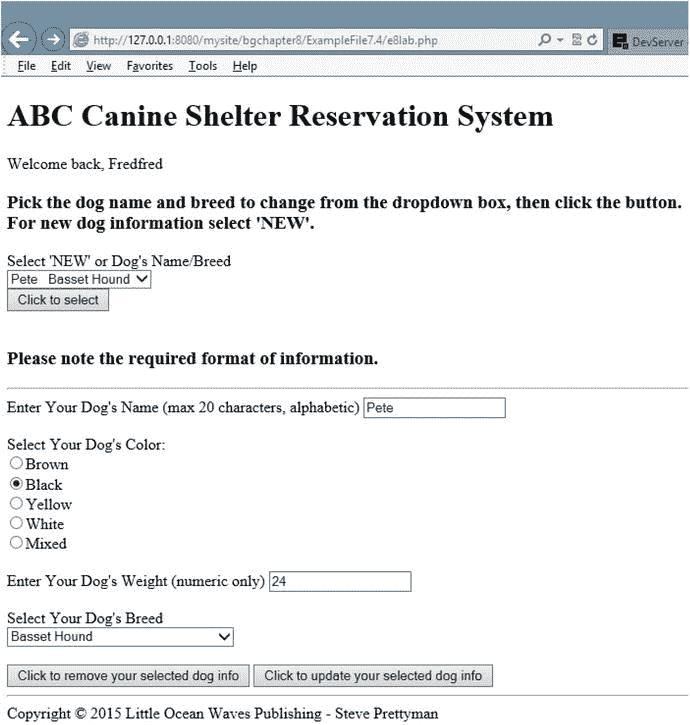 http://127.0.0.1:8080/mysite/bgchapter8/ExampleFile7.4/e8lab.php
DevServer
File Edit View Favorites Tools Help
ABC Canine Shelter Reservation System
Welcome back, Fredfred
Pick the dog name and breed to change from the dropdown box, then click the button.
For new dog information select 'NEW'.
Select 'NEW' or Dog's Name/Breed
Pete Basset Hound
Click to select
Please note the required format of information.
Enter Your Dog's Name (max 20 characters, alphabetic) Pete
Select Your Dog's Color:
Brown
Black
Yellow
White
Mixed
Enter Your Dog's Weight (numeric only) 24
Select Your Dog's Breed
Basset Hound
Click to remove your selected dog info Click to update your selected dog info
Copyright © 2015 Little Ocean Waves Publishing - Steve Prettyman